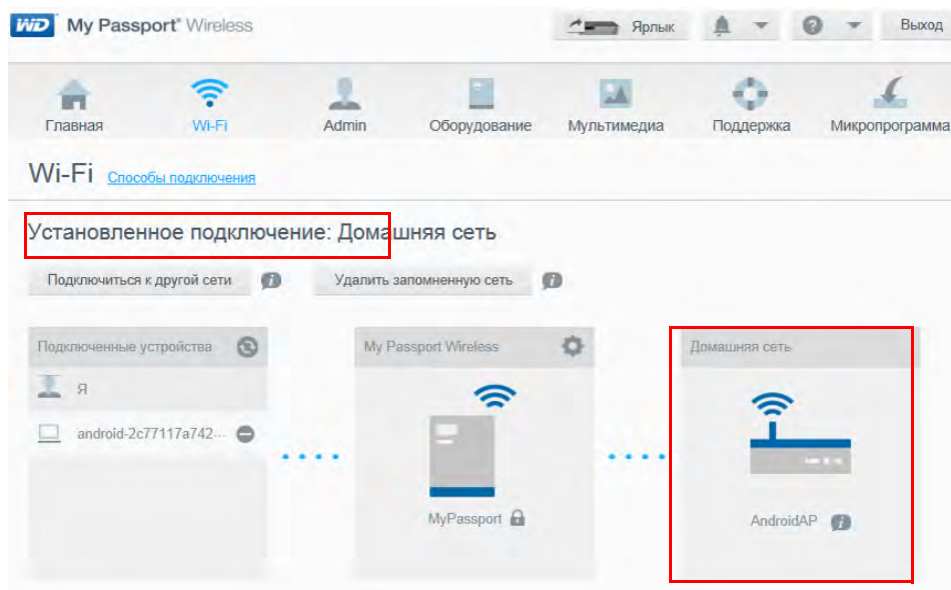 WD My Passport® Wireless
Ярлык
Выход
Главная
Wi-Fi
Admin
Оборудование
Мультимедиа
Поддержка
Микропрограмма
Wi-Fi Способы подключения
Установленное подключение: Домашняя сеть
Подключиться к другой сети
Удалить запомненную сеть
Подключенные устройства
Я
android-2c77117a742...
My Passport Wireless
MyPassport
Домашняя сеть
AndroidAP